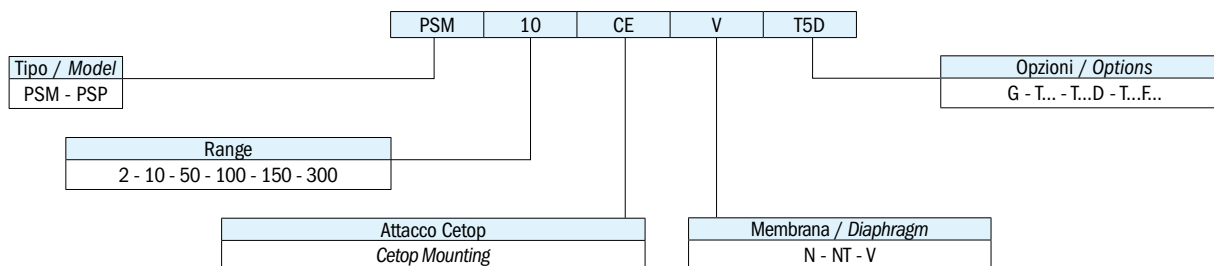 PSM 10 CE V T5D
Tipo / Model
PSM - PSP
Opzioni / Options
G - T... - T...D - T...F...
Range
2 - 10 - 50 - 100 - 150 - 300
Attacco Cetop
Cetop Mounting
Membrana / Diaphragm
N - NT - V